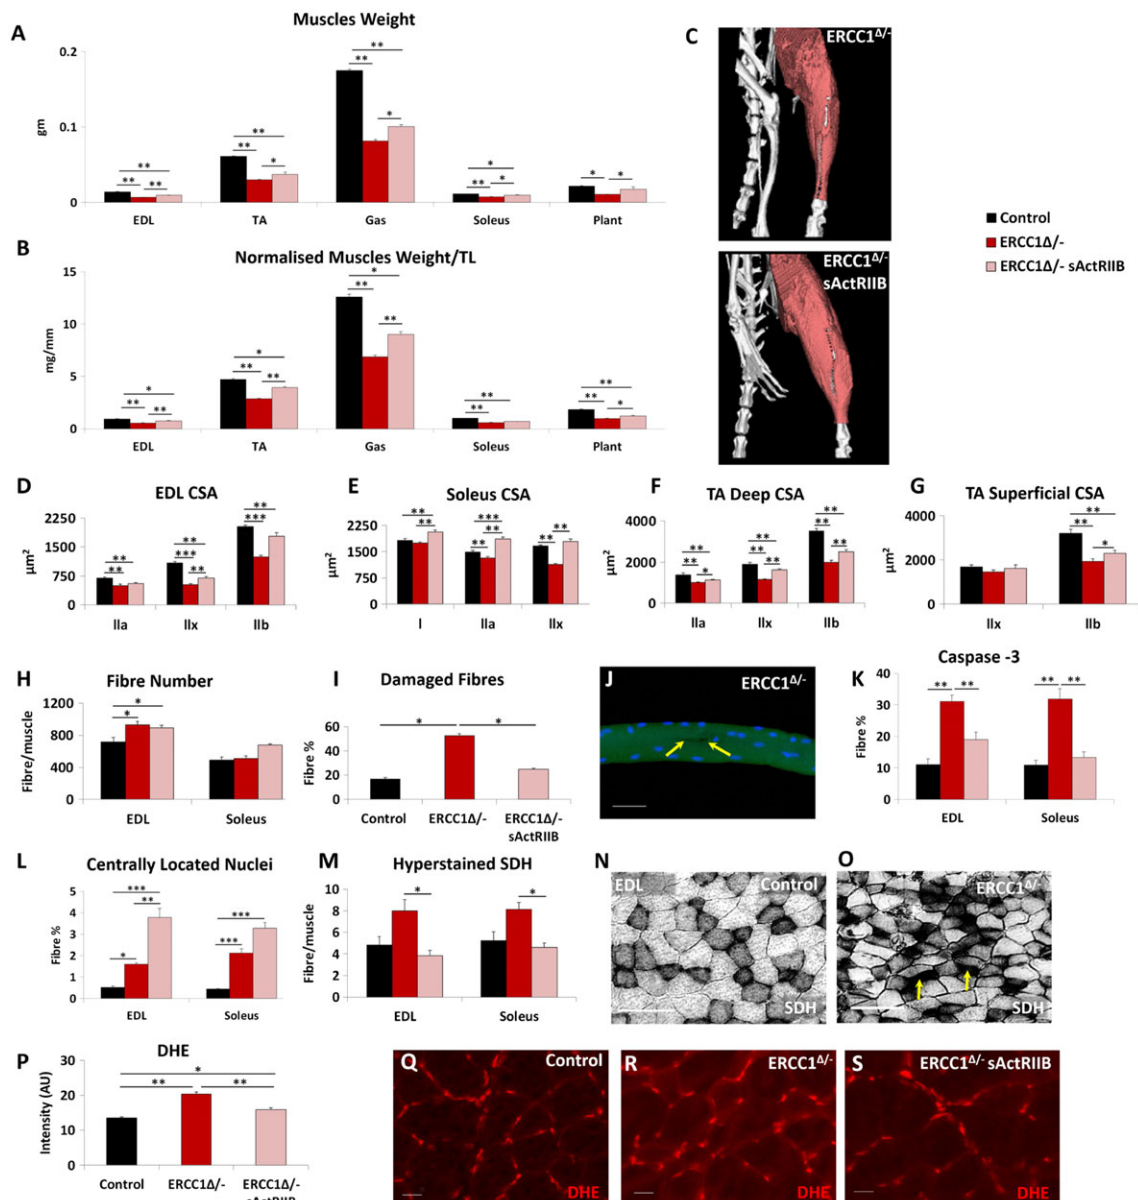 A
Muscles Weight
0.2
0.1
0
gm
**
**
**
**
**
**
*
**
**
*
*
**
*
*
*
EDL
TA
Gas
Soleus
Plant
B
Normalised Muscles Weight/TL
15
10
5
0
mg/mm
*
**
**
*
**
**
*
**
**
**
**
**
**
*
EDL
TA
Gas
Soleus
Plant
C
ERCC1Δ/-
ERCC1Δ/-
sActRIIB
Control
ERCC1Δ/-
ERCC1Δ/- sActRIIB
D
EDL CSA
2250
1500
750
0
µm²
**
**
**
***
**
**
***
IIa
IIx
IIb
E
Soleus CSA
2250
1500
750
0
µm²
**
**
***
**
**
**
**
**
I
IIa
IIx
F
TA Deep CSA
4000
2000
0
µm²
**
**
*
**
**
**
**
**
**
IIa
IIx
IIb
G
TA Superficial CSA
4000
2000
0
µm²
**
**
*
IIx
IIb
H
Fibre Number
1200
800
400
0
Fibre/muscle
*
*
EDL
Soleus
I
Damaged Fibres
60
40
20
0
Fibre %
*
*
Control
ERCC1Δ/-
ERCC1Δ/-
sActRIIB
J
ERCC1Δ/-
K
Caspase -3
40
30
20
10
0
Fibre %
**
**
**
**
EDL
Soleus
L
Centrally Located Nuclei
5
4
3
2
1
0
Fibre %
***
**
*
***
***
EDL
Soleus
M
Hyperstained SDH
10
8
6
4
2
0
Fibre/muscle
*
*
EDL
Soleus
N
EDL
Control
SDH
O
ERCC1Δ/-
SDH
P
DHE
30
20
10
0
Intensity (AU)
*
**
**
Control
ERCC1Δ/-
ERCC1Δ/-
sActRIIB
Q
Control
DHE
R
ERCC1Δ/-
DHE
S
ERCC1Δ/- sActRIIB
DHE